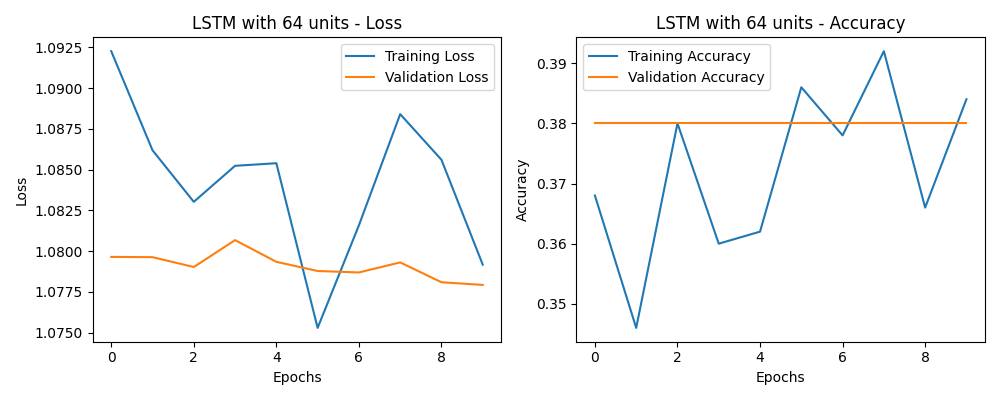 LSTM with 64 units - Loss
1.0925
1.0900
1.0875
1.0850
1.0825
1.0800
1.0775
1.0750
Loss
Training Loss
Validation Loss
0 2 4 6 8
Epochs
LSTM with 64 units - Accuracy
0.39
0.38
0.37
0.36
0.35
Accuracy
Training Accuracy
Validation Accuracy
0 2 4 6 8
Epochs